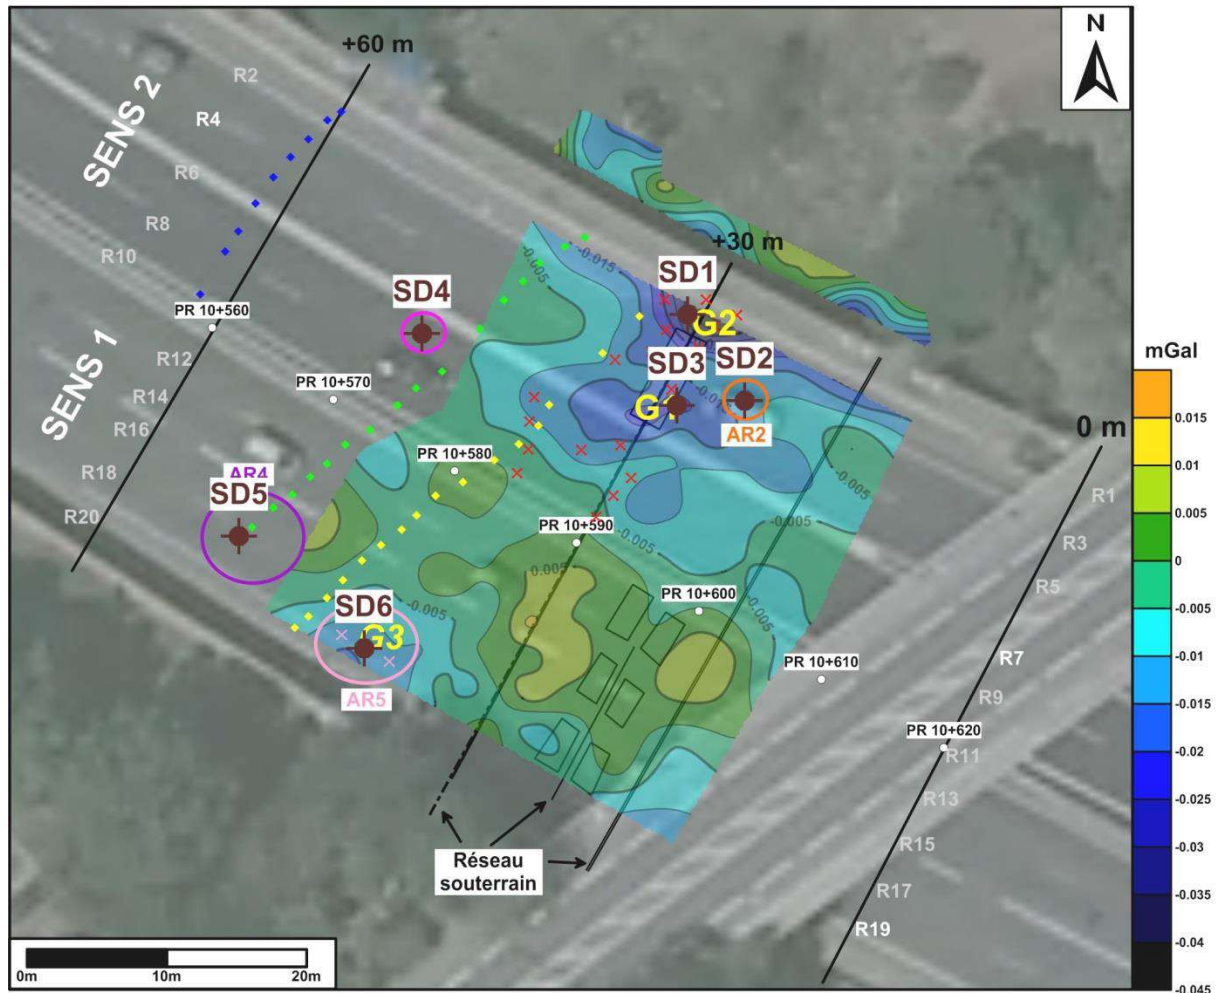 N
+60 m
R2
SENS 2
R4
R6
R8
R10
PR 10+560
R12
SENS 1
R14
R16
R18
R20
+30 m
-0.005
-0.015
SD1
G2
SD4
SD3
SD2
AR2
PR 10+570
PR 10+580
AR4
SD5
PR 10+590
-0.005
-0.005
-0.005
0.005
-0.005
-0.005
PR 10+600
SD6
G3
AR5
PR 10+610
0 m
R1
R3
R5
R7
R9
PR 10+620
R11
R13
R15
R17
R19
Réseau
souterrain
0m
10m
20m
mGal
0.015
0.01
0.005
0
-0.005
-0.01
-0.015
-0.02
-0.025
-0.03
-0.035
-0.04
-0.045